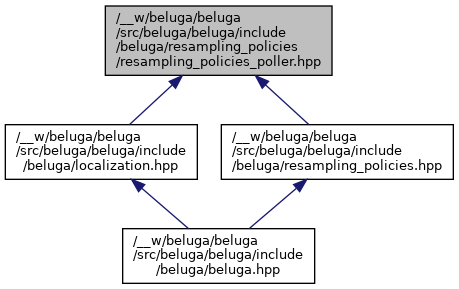 /__w/beluga/beluga
/src/beluga/beluga/include
/beluga/resampling_policies
/resampling_policies_poller.hpp
/__w/beluga/beluga
/src/beluga/beluga/include
/beluga/localization.hpp
/__w/beluga/beluga
/src/beluga/beluga/include
/beluga/resampling_policies.hpp
/__w/beluga/beluga
/src/beluga/beluga/include
/beluga/beluga.hpp